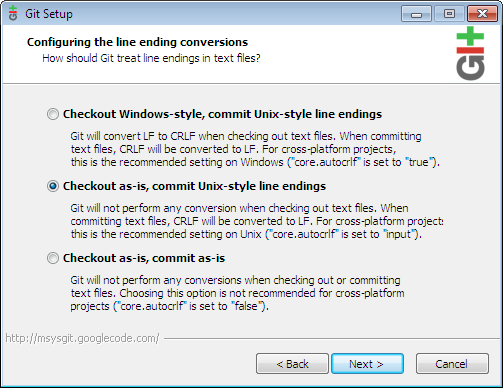 Git Setup
Configuring the line ending conversions
How should Git treat line endings in text files?
Checkout Windows-style, commit Unix-style line endings
Git will convert LF to CRLF when checking out text files. When committing
text files, CRLF will be converted to LF. For cross-platform projects,
this is the recommended setting on Windows ("core.autocrlf" is set to "true").
Checkout as-is, commit Unix-style line endings
Git will not perform any conversion when checking out text files. When
committing text files, CRLF will be converted to LF. For cross-platform projects
this is the recommended setting on Unix ("core.autocrlf" is set to "input").
Checkout as-is, commit as-is
Git will not perform any conversions when checking out or committing
text files. Choosing this option is not recommended for cross-platform
projects ("core.autocrlf" is set to "false").
http://msysgit.googlecode.com/
< Back
Next >
Cancel